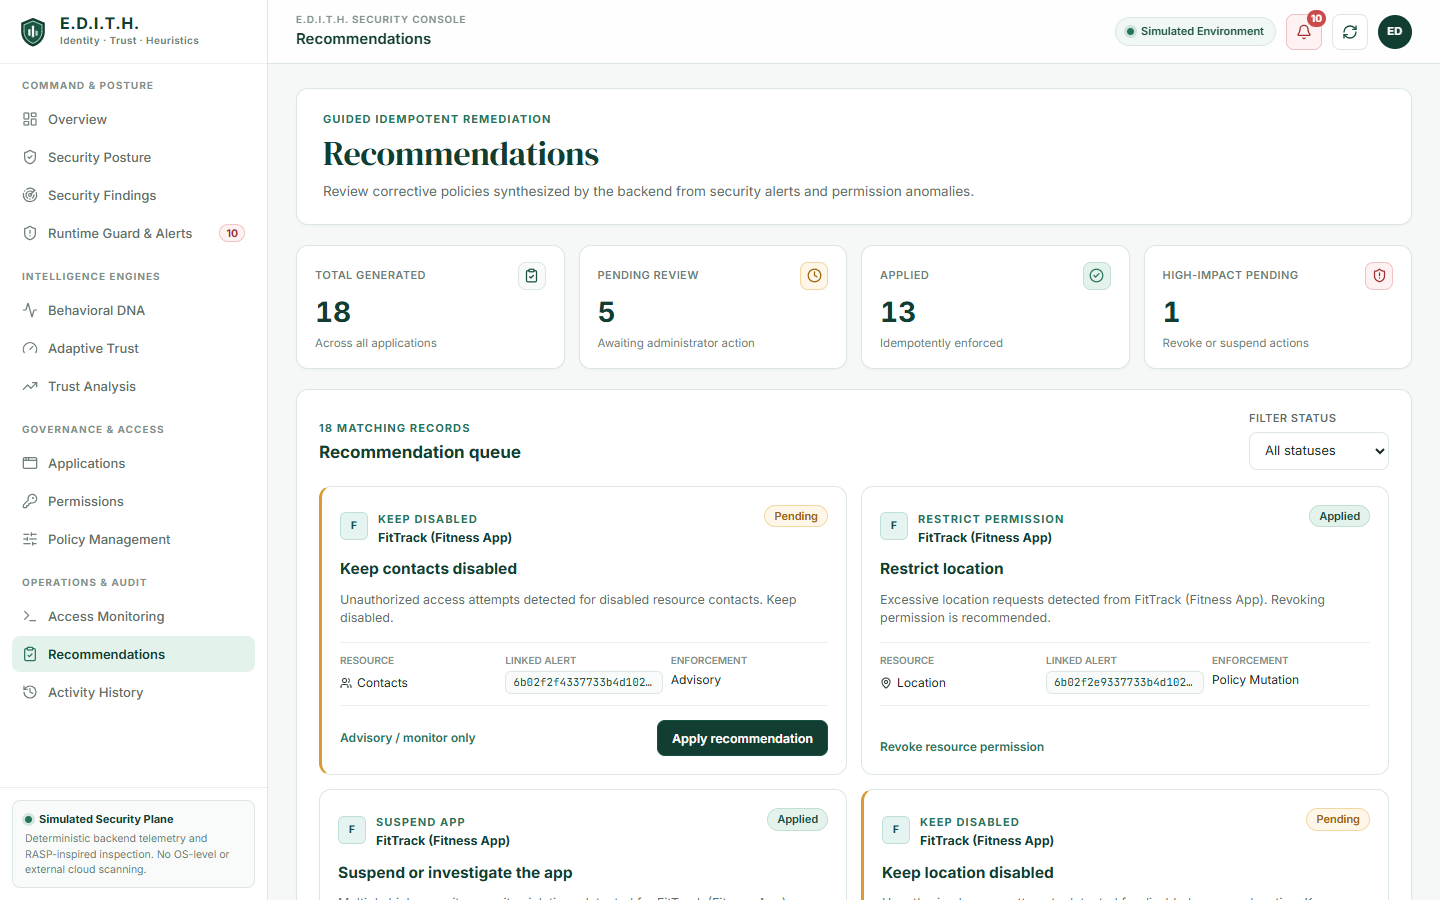 E.D.I.T.H.
Identity · Trust · Heuristics
COMMAND & POSTURE
Overview
Security Posture
Security Findings
Runtime Guard & Alerts 10
INTELLIGENCE ENGINES
Behavioral DNA
Adaptive Trust
Trust Analysis
GOVERNANCE & ACCESS
Applications
Permissions
Policy Management
OPERATIONS & AUDIT
Access Monitoring
Recommendations
Activity History
Simulated Security Plane
Deterministic backend telemetry and
RASP-inspired inspection. No OS-level or
external cloud scanning.
E.D.I.T.H. SECURITY CONSOLE
Recommendations
Simulated Environment
10
ED
GUIDED IDEMPOTENT REMEDIATION
Recommendations
Review corrective policies synthesized by the backend from security alerts and permission anomalies.
TOTAL GENERATED
18
Across all applications
PENDING REVIEW
5
Awaiting administrator action
APPLIED
13
Idempotently enforced
HIGH-IMPACT PENDING
1
Revoke or suspend actions
18 MATCHING RECORDS
Recommendation queue
FILTER STATUS
All statuses
F
KEEP DISABLED
FitTrack (Fitness App)
Pending
Keep contacts disabled
Unauthorized access attempts detected for disabled resource contacts. Keep
disabled.
RESOURCE LINKED ALERT ENFORCEMENT
Contacts 6b02f2f4337733b4d102… Advisory
Advisory / monitor only
Apply recommendation
F
RESTRICT PERMISSION
FitTrack (Fitness App)
Applied
Restrict location
Excessive location requests detected from FitTrack (Fitness App). Revoking
permission is recommended.
RESOURCE LINKED ALERT ENFORCEMENT
Location 6b02f2e9337733b4d102… Policy Mutation
Revoke resource permission
F
SUSPEND APP
FitTrack (Fitness App)
Applied
Suspend or investigate the app
F
KEEP DISABLED
FitTrack (Fitness App)
Pending
Keep location disabled